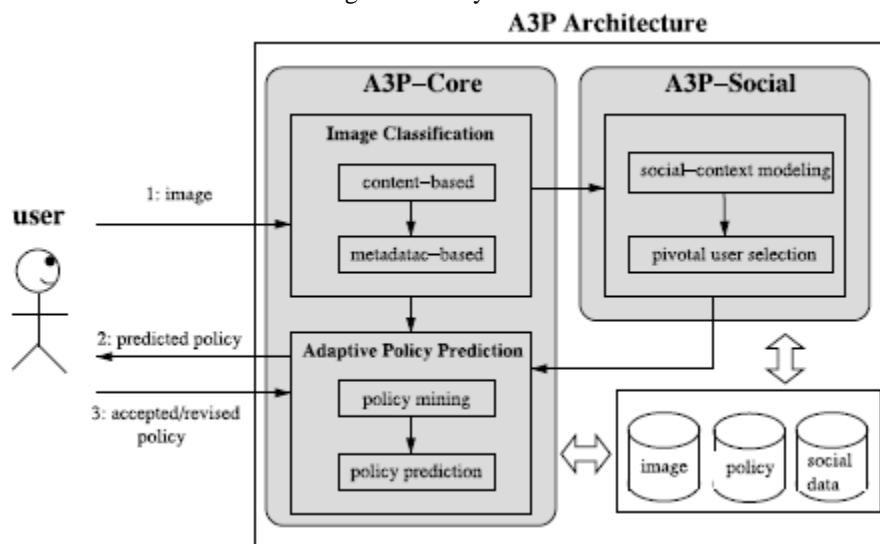 A3P Architecture
A3P–Core
A3P–Social
Image Classification
content–based
metadatac–based
social–context modeling
pivotal user selection
1: image
user
2: predicted policy
3: accepted/revised
policy
Adaptive Policy Prediction
policy mining
policy prediction
image
policy
social
data